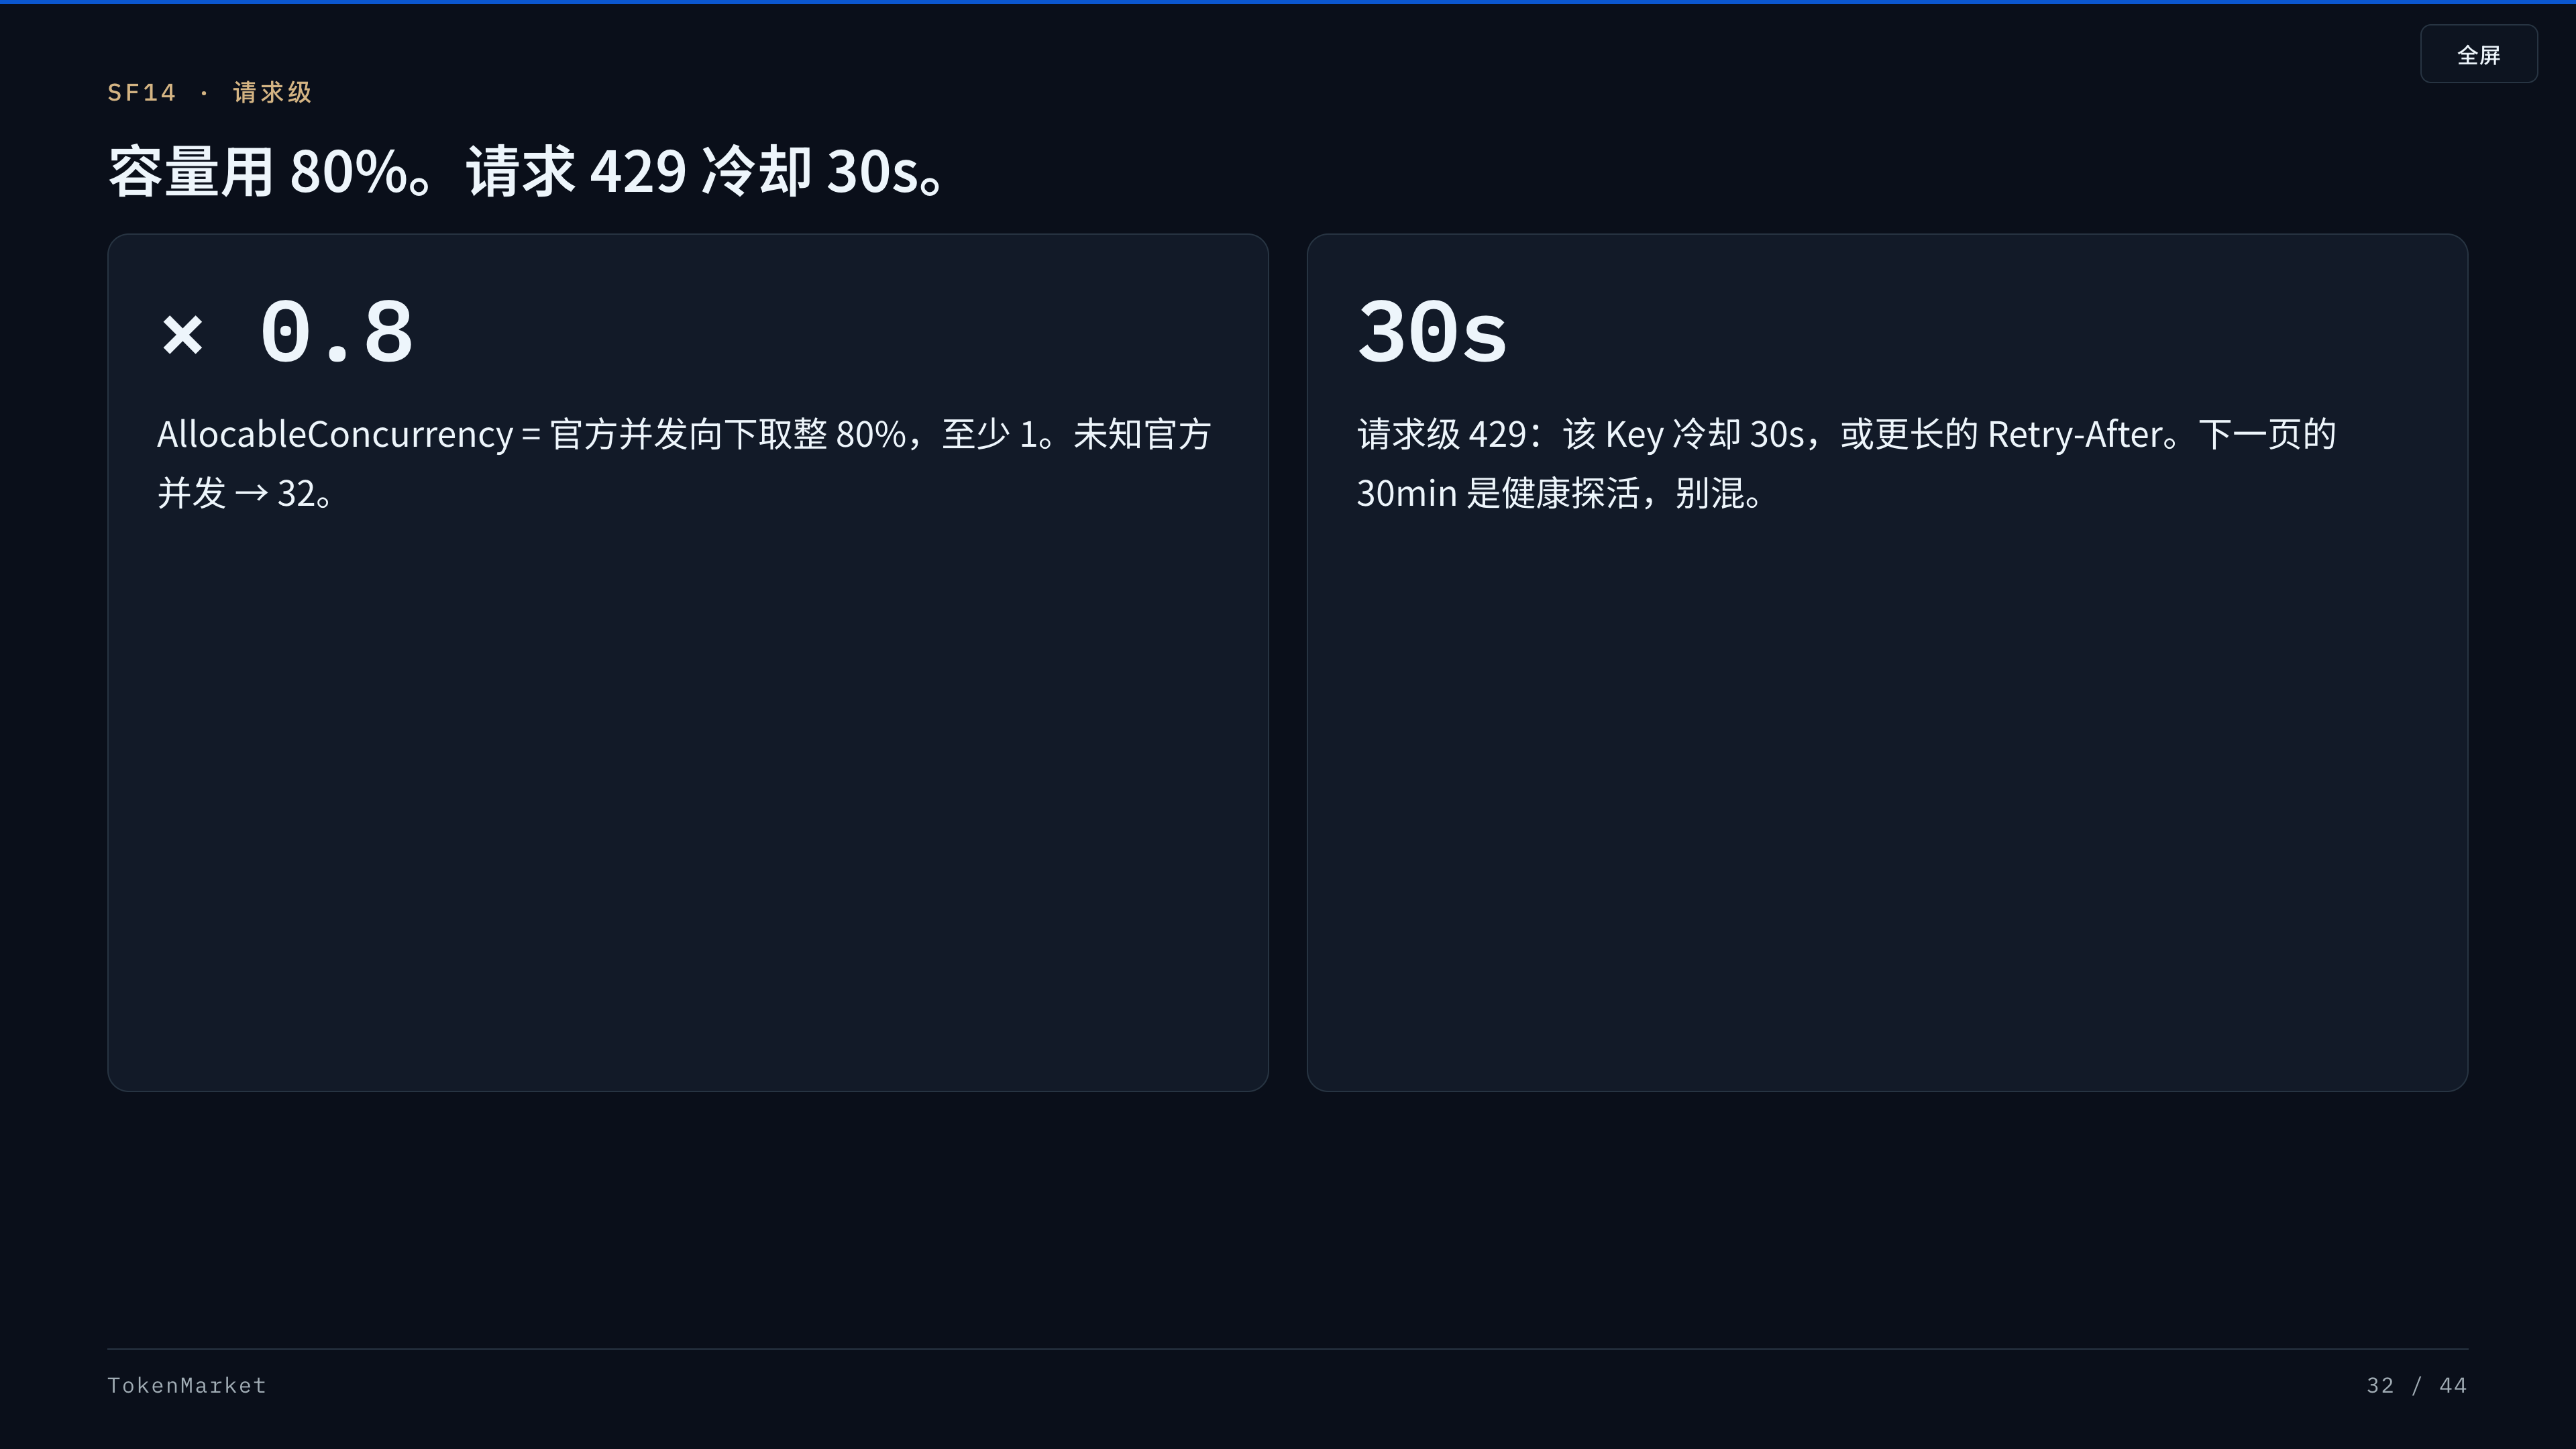 全屏
SF14 · 请求级
容量用 80%。请求 429 冷却 30s。
× 0.8
AllocableConcurrency = 官方并发向下取整 80%，至少 1。未知官方
并发 → 32。
30s
请求级 429：该 Key 冷却 30s，或更长的 Retry-After。下一页的
30min 是健康探活，别混。
TokenMarket
32 / 44